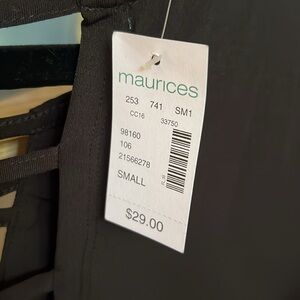 maurices
253 741 SM1
CC16 33750
98160
106
21566278
SMALL
$29.00